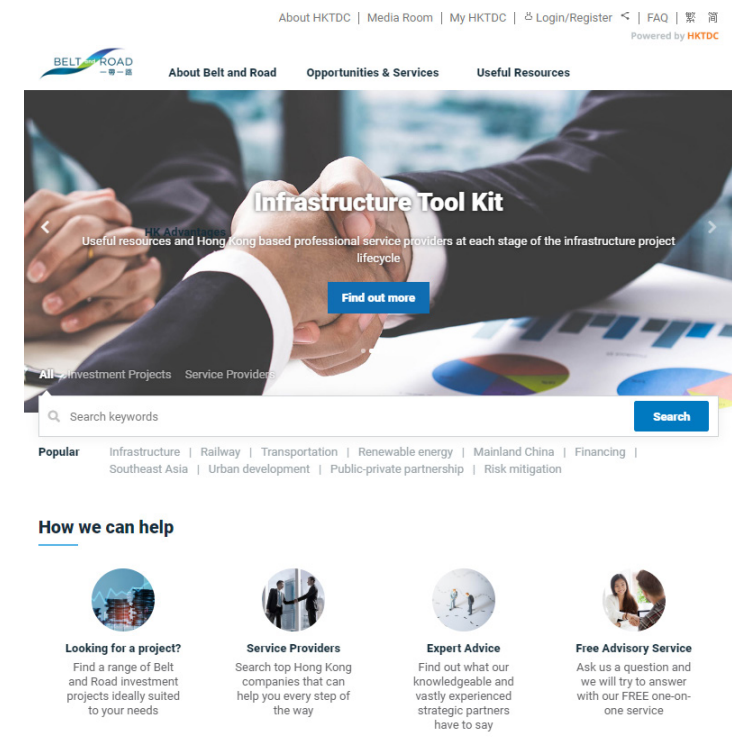 About HKTDC | Media Room | My HKTDC | Login/Register | FAQ | 繁 简
Powered by HKTDC
BELT and ROAD
一帶一路
About Belt and Road Opportunities & Services Useful Resources
Infrastructure Tool Kit
HK Advantages
Useful resources and Hong Kong based professional service providers at each stage of the infrastructure project
lifecycle
Find out more
All Investment Projects Service Providers
Search keywords Search
Popular Infrastructure | Railway | Transportation | Renewable energy | Mainland China | Financing |
Southeast Asia | Urban development | Public-private partnership | Risk mitigation
How we can help
Looking for a project? Service Providers Expert Advice Free Advisory Service
Find a range of Belt
and Road investment
projects ideally suited
to your needs
Search top Hong Kong
companies that can
help you every step of
the way
Find out what our
knowledgeable and
vastly experienced
strategic partners
have to say
Ask us a question and
we will try to answer
with our FREE one-on-
one service